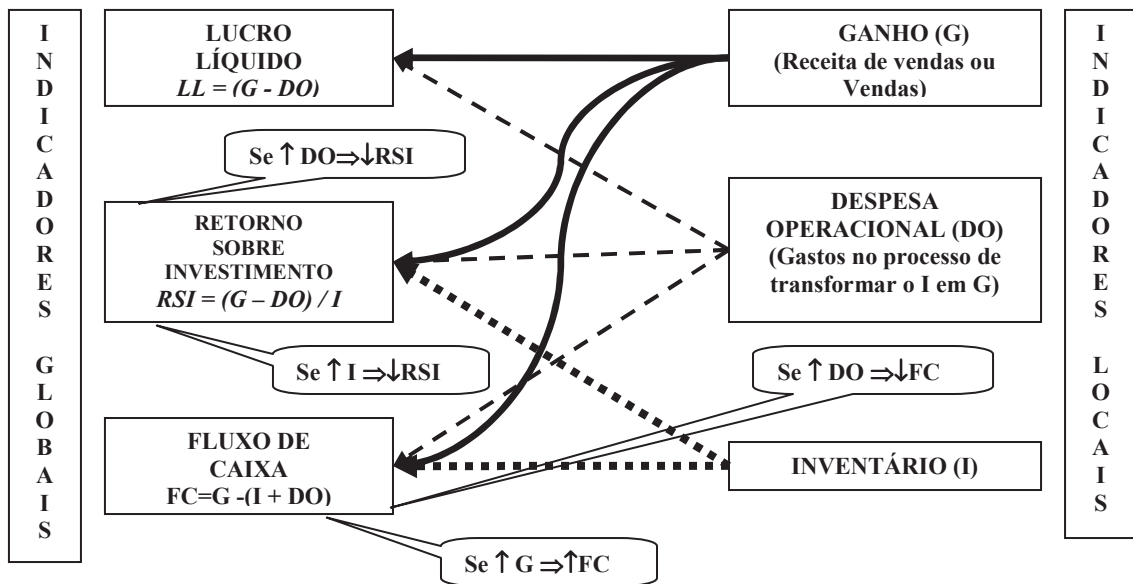 INDICADORES GLOBAIS
LUCRO
LÍQUIDO
LL = (G - DO)
Se ↑ DO⇒↓RSI
RETORNO
SOBRE
INVESTIMENTO
RSI = (G – DO) / I
Se ↑ I ⇒↓RSI
FLUXO DE
CAIXA
FC=G -(I + DO)
Se ↑ G ⇒↑FC
GANHO (G)
(Receita de vendas ou
Vendas)
DESPESA
OPERACIONAL (DO)
(Gastos no processo de
transformar o I em G)
Se ↑ DO ⇒↓FC
INVENTÁRIO (I)
INDICADORES LOCAIS